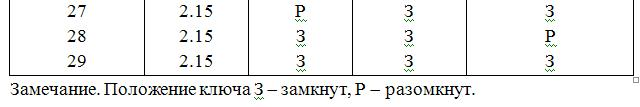 27 2.15 Р З З
28 2.15 З З Р
29 2.15 З З З
Замечание. Положение ключа З – замкнут, Р – разомкнут.